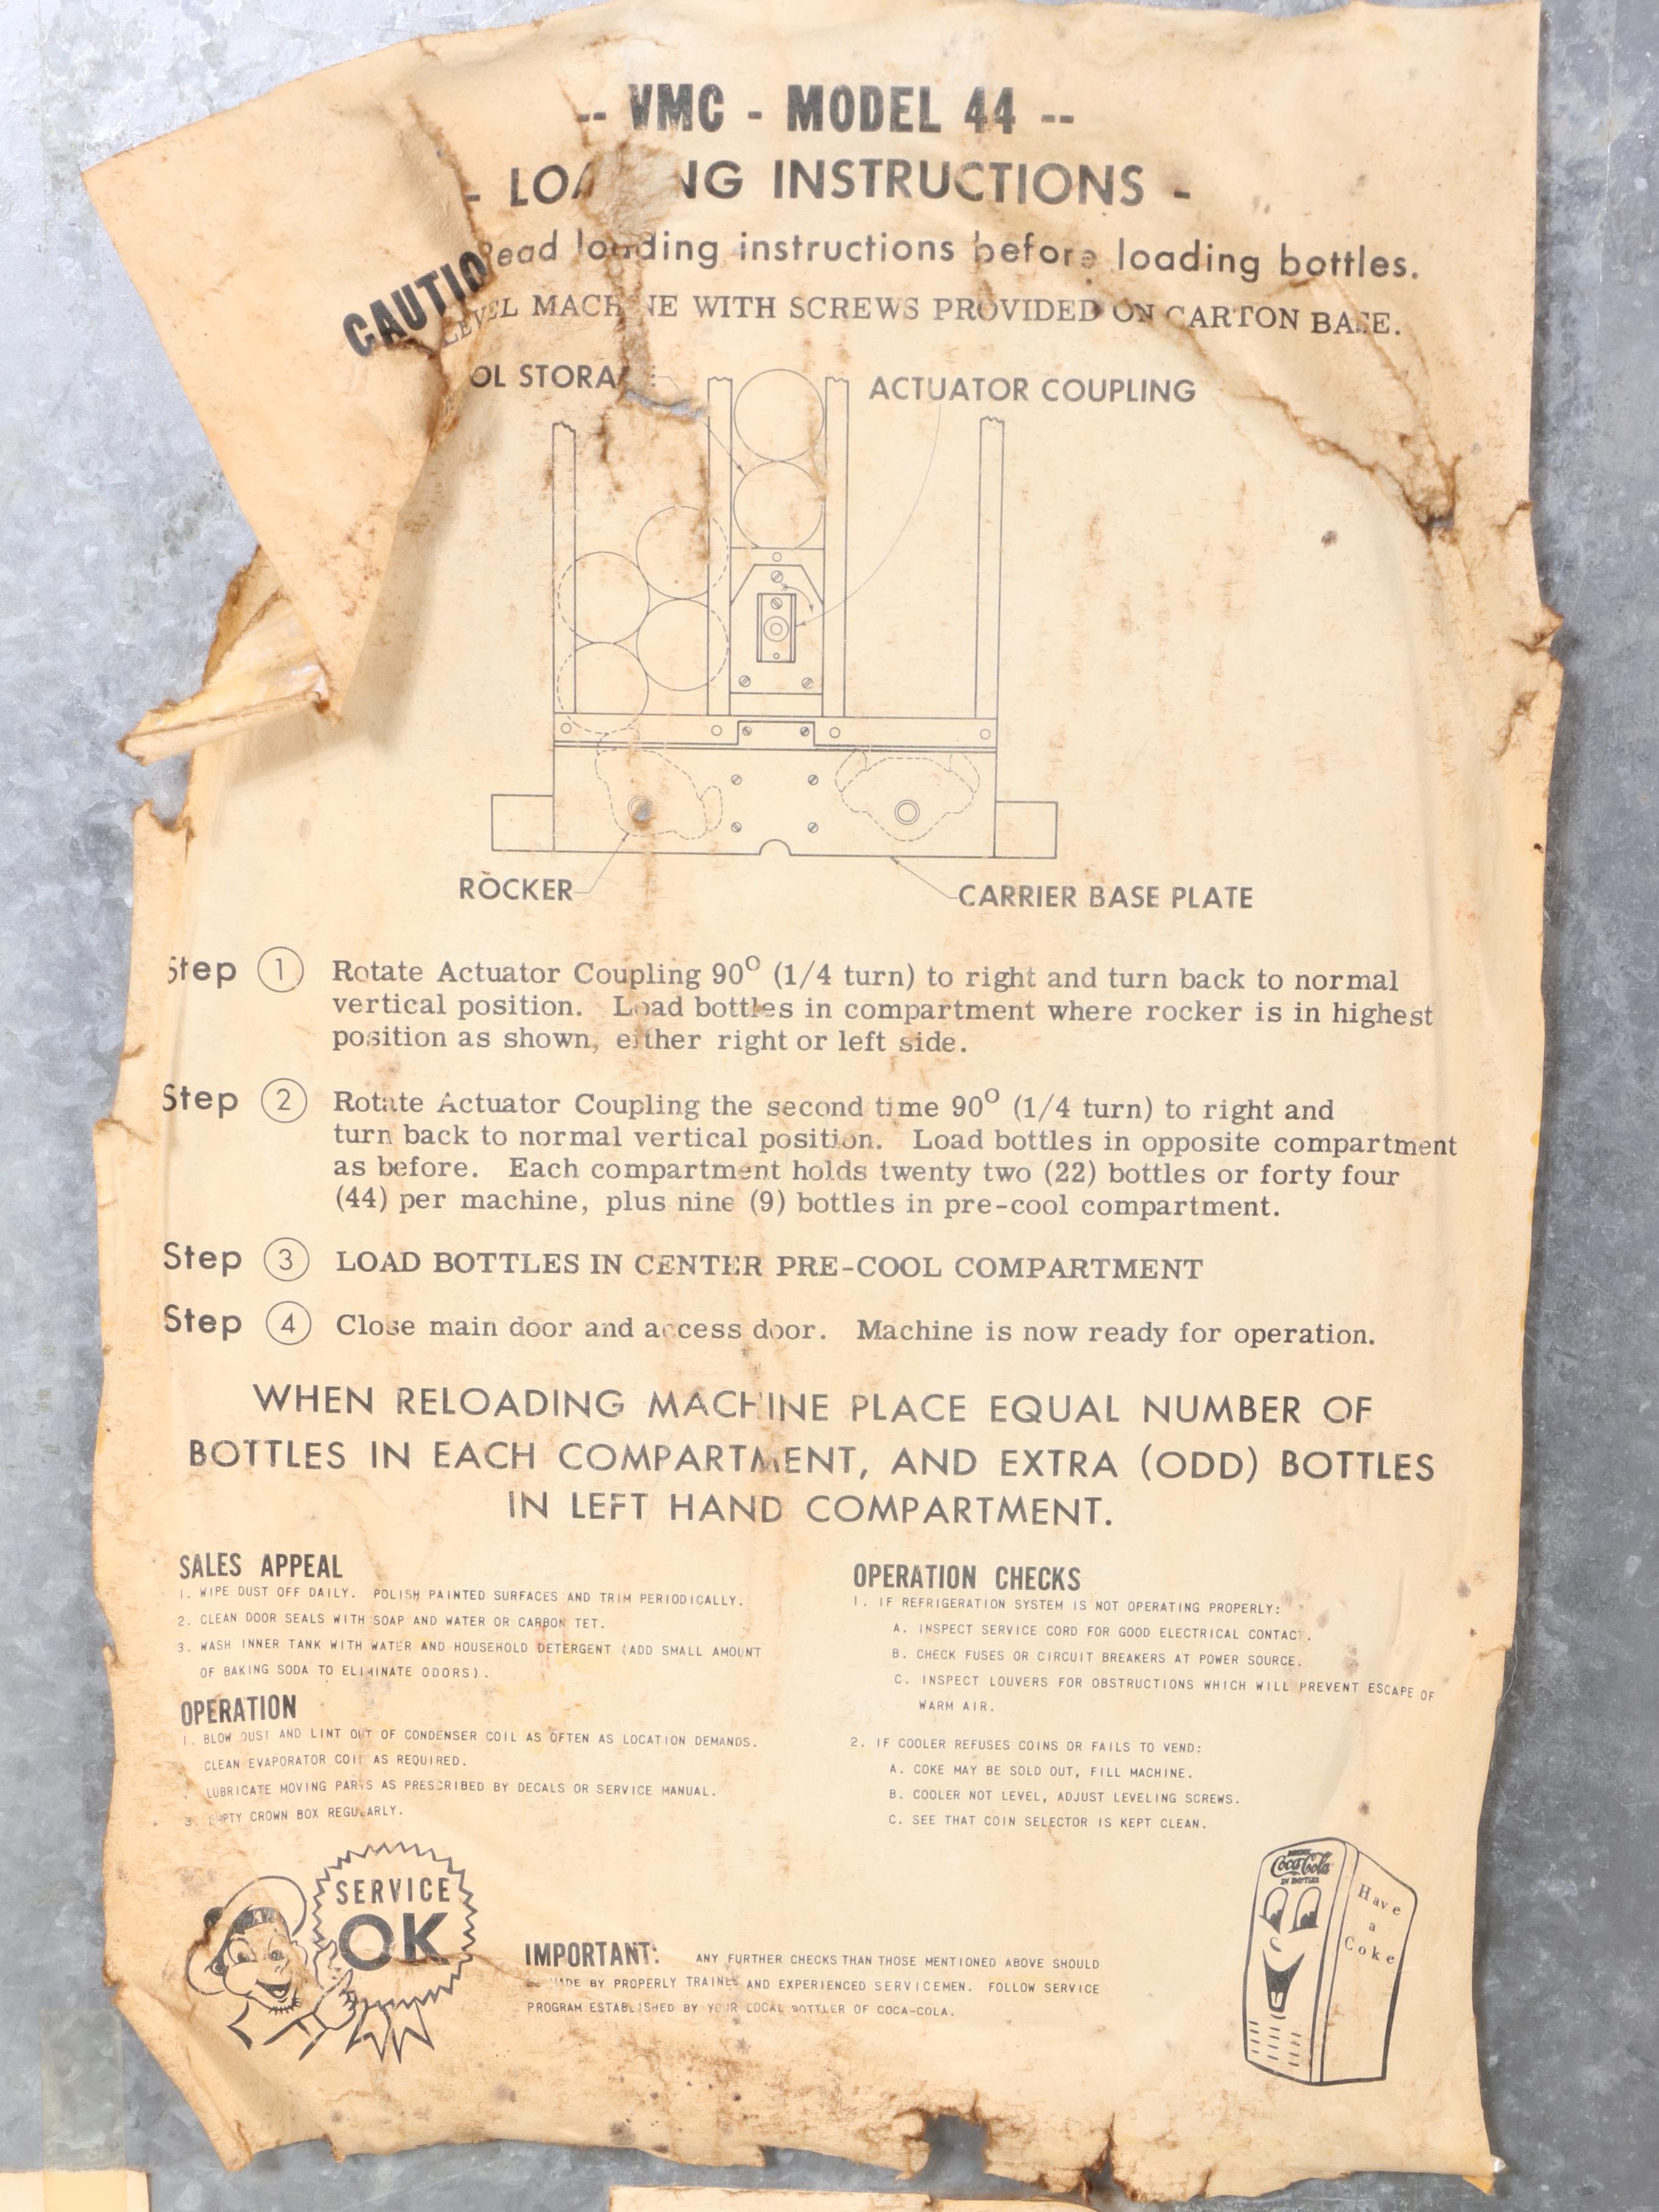 -- VMC - MODEL 44 --
- LOADING INSTRUCTIONS -
CAUTIO
Read loading instructions before loading bottles.
LEVEL MACHINE WITH SCREWS PROVIDED ON CARTON BASE.
OL STORAGE
ACTUATOR COUPLING
ROCKER
CARRIER BASE PLATE
Step 1 Rotate Actuator Coupling 90° (1/4 turn) to right and turn back to normal
vertical position. Load bottles in compartment where rocker is in highest
position as shown, either right or left side.
Step 2 Rotate Actuator Coupling the second time 90° (1/4 turn) to right and
turn back to normal vertical position. Load bottles in opposite compartment
as before. Each compartment holds twenty two (22) bottles or forty four
(44) per machine, plus nine (9) bottles in pre-cool compartment.
Step 3 LOAD BOTTLES IN CENTER PRE-COOL COMPARTMENT
Step 4 Close main door and access door. Machine is now ready for operation.
WHEN RELOADING MACHINE PLACE EQUAL NUMBER OF
BOTTLES IN EACH COMPARTMENT, AND EXTRA (ODD) BOTTLES
IN LEFT HAND COMPARTMENT.
SALES APPEAL
1. WIPE DUST OFF DAILY. POLISH PAINTED SURFACES AND TRIM PERIODICALLY.
2. CLEAN DOOR SEALS WITH SOAP AND WATER OR CARBON TET.
3. WASH INNER TANK WITH WATER AND HOUSEHOLD DETERGENT (ADD SMALL AMOUNT
OF BAKING SODA TO ELIMINATE ODORS).
OPERATION
1. BLOW DUST AND LINT OUT OF CONDENSER COIL AS OFTEN AS LOCATION DEMANDS.
CLEAN EVAPORATOR COIL AS REQUIRED.
LUBRICATE MOVING PARTS AS PRESCRIBED BY DECALS OR SERVICE MANUAL.
3. EMPTY CROWN BOX REGULARLY.
OPERATION CHECKS
1. IF REFRIGERATION SYSTEM IS NOT OPERATING PROPERLY:
A. INSPECT SERVICE CORD FOR GOOD ELECTRICAL CONTACT.
B. CHECK FUSES OR CIRCUIT BREAKERS AT POWER SOURCE.
C. INSPECT LOUVERS FOR OBSTRUCTIONS WHICH WILL PREVENT ESCAPE OF
WARM AIR.
2. IF COOLER REFUSES COINS OR FAILS TO VEND:
A. COKE MAY BE SOLD OUT, FILL MACHINE.
B. COOLER NOT LEVEL, ADJUST LEVELING SCREWS.
C. SEE THAT COIN SELECTOR IS KEPT CLEAN.
SERVICE
OK
IMPORTANT: ANY FURTHER CHECKS THAN THOSE MENTIONED ABOVE SHOULD
BE MADE BY PROPERLY TRAINED AND EXPERIENCED SERVICEMEN. FOLLOW SERVICE
PROGRAM ESTABLISHED BY YOUR LOCAL BOTTLER OF COCA-COLA.
DRINK
Coca-Cola
IN BOTTLES
Have
a
Coke